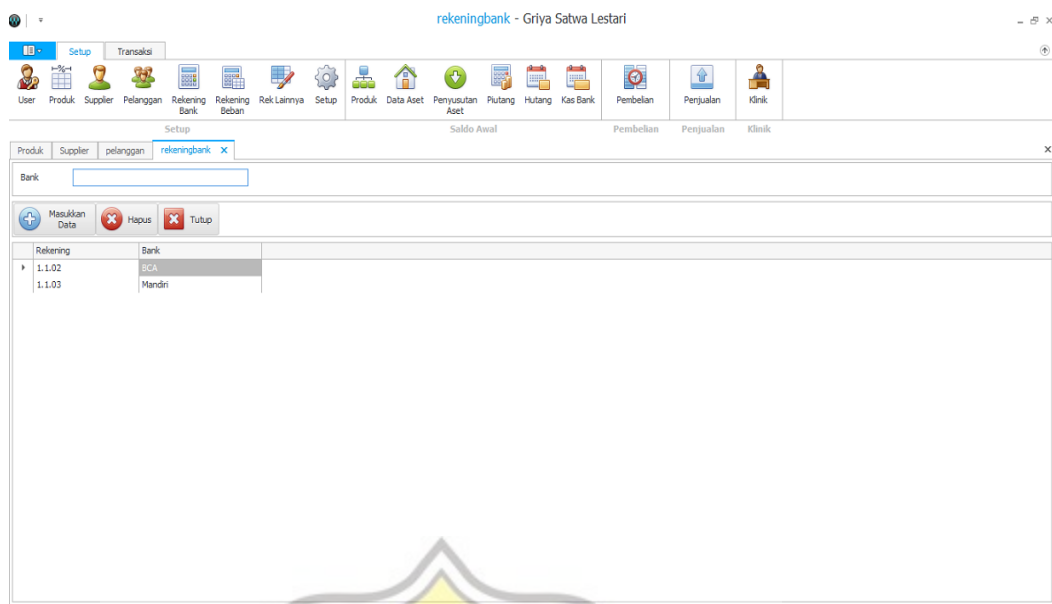 rekeningbank - Griya Satwa Lestari
Setup Transaksi
User Produk Supplier Pelanggan Rekening Bank Rekening Beban Rek Lainnya Setup Produk Data Aset Penyusutan Aset Piutang Hutang Kas Bank Pembelian Penjualan Klinik
Setup Saldo Awal Pembelian Penjualan Klinik
Produk Supplier pelanggan rekeningbank
Bank
Masukkan Data Hapus Tutup
Rekening Bank
1.1.02 BCA
1.1.03 Mandiri